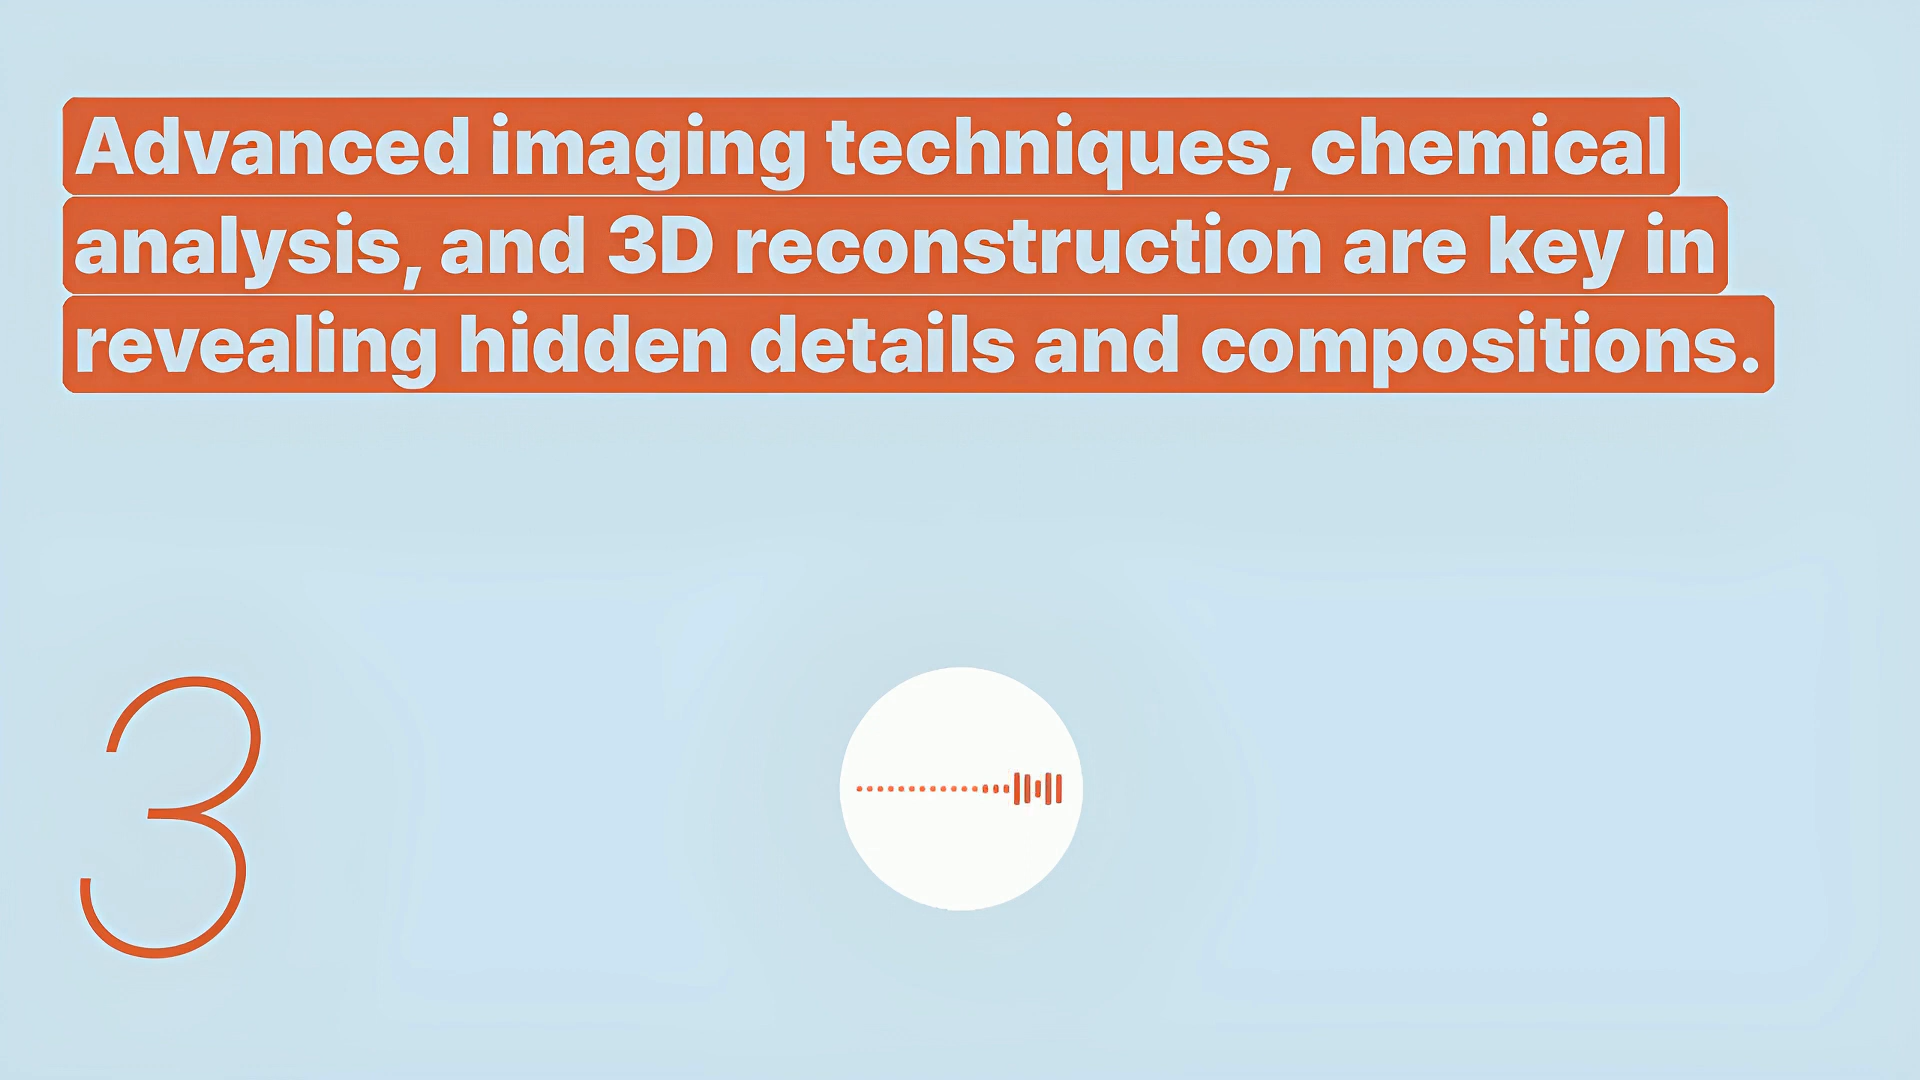 Advanced imaging techniques, chemical
analysis, and 3D reconstruction are key in
revealing hidden details and compositions.
3